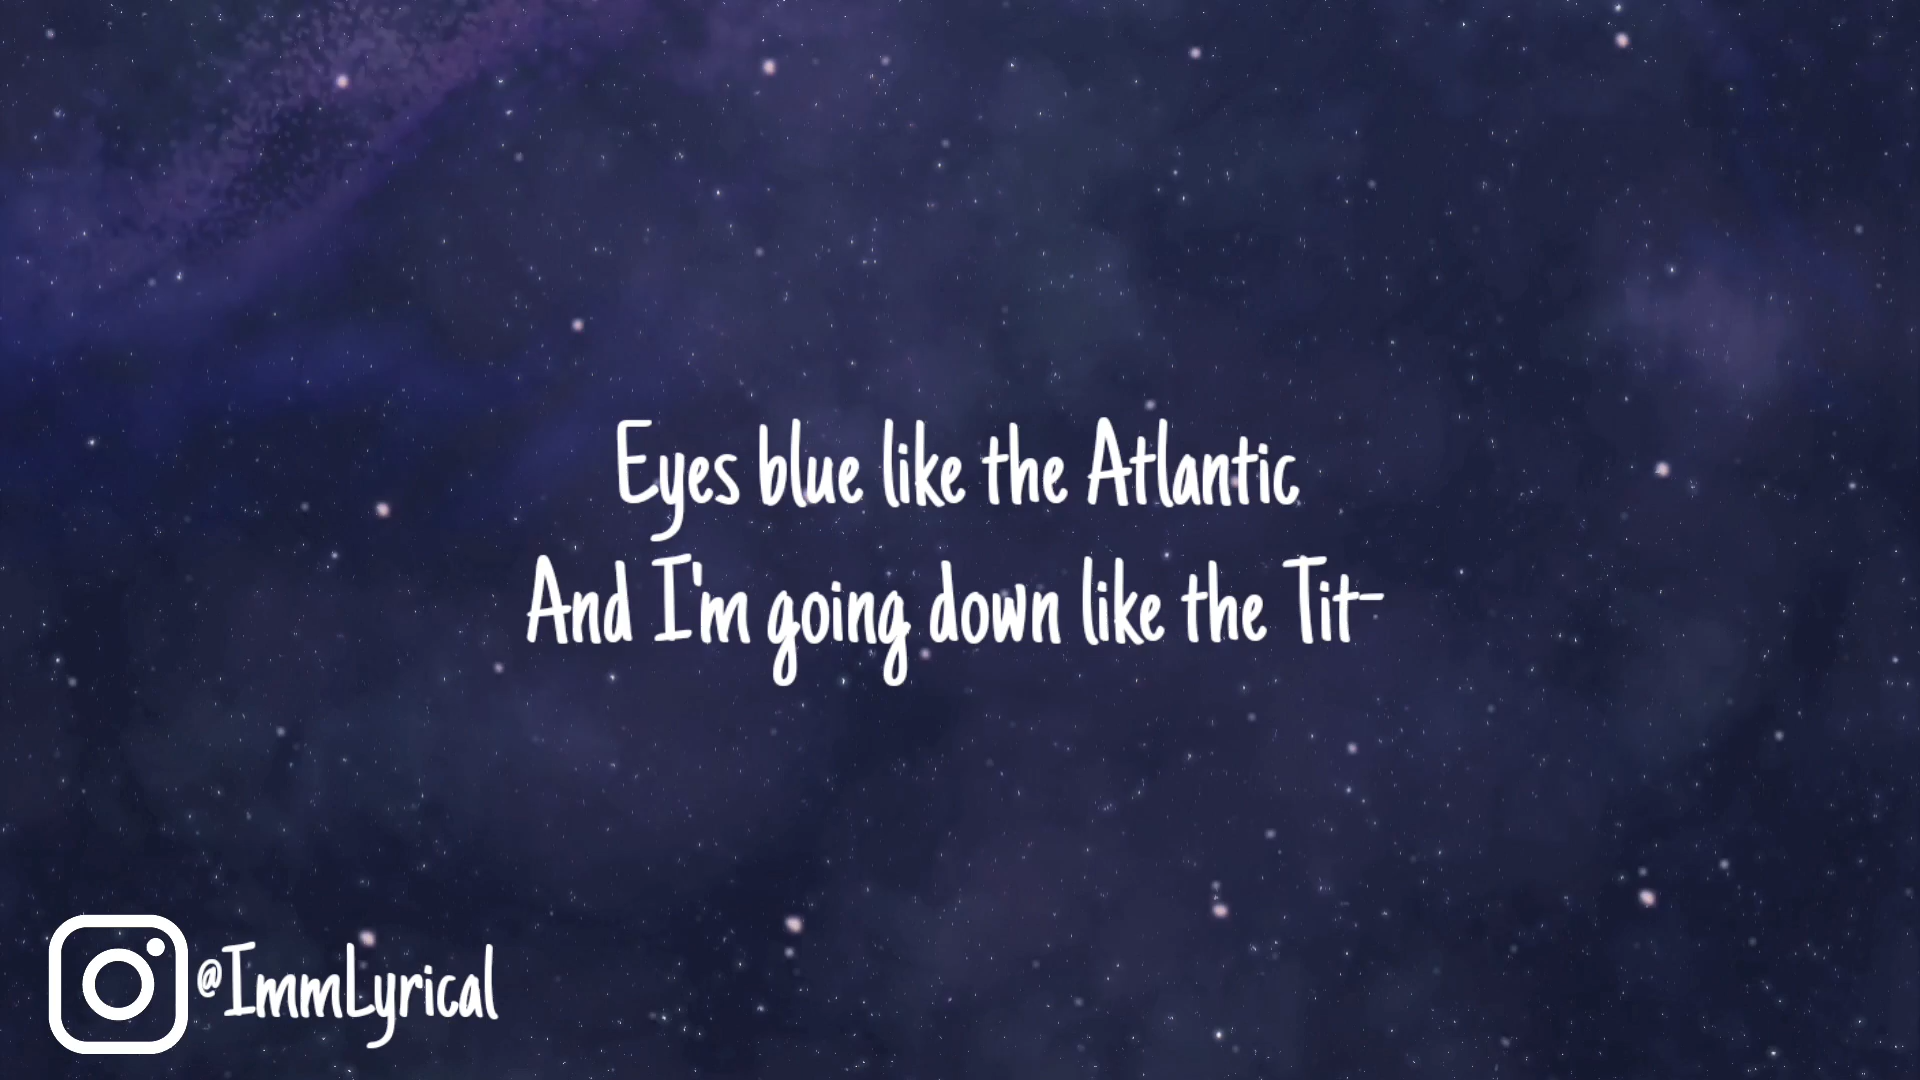 Eyes blue like the Atlantic
And I'm going down like the Tit-
@ImmLyrical